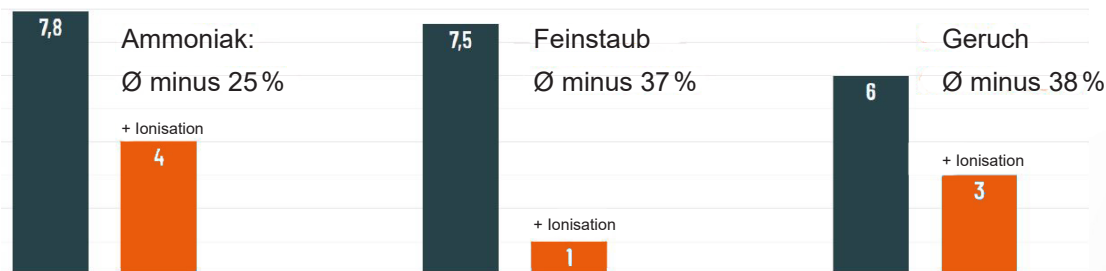 7,8
Ammoniak:
Ø minus 25 %
+ Ionisation
4
7,5
Feinstaub
Ø minus 37 %
+ Ionisation
1
6
Geruch
Ø minus 38 %
+ Ionisation
3